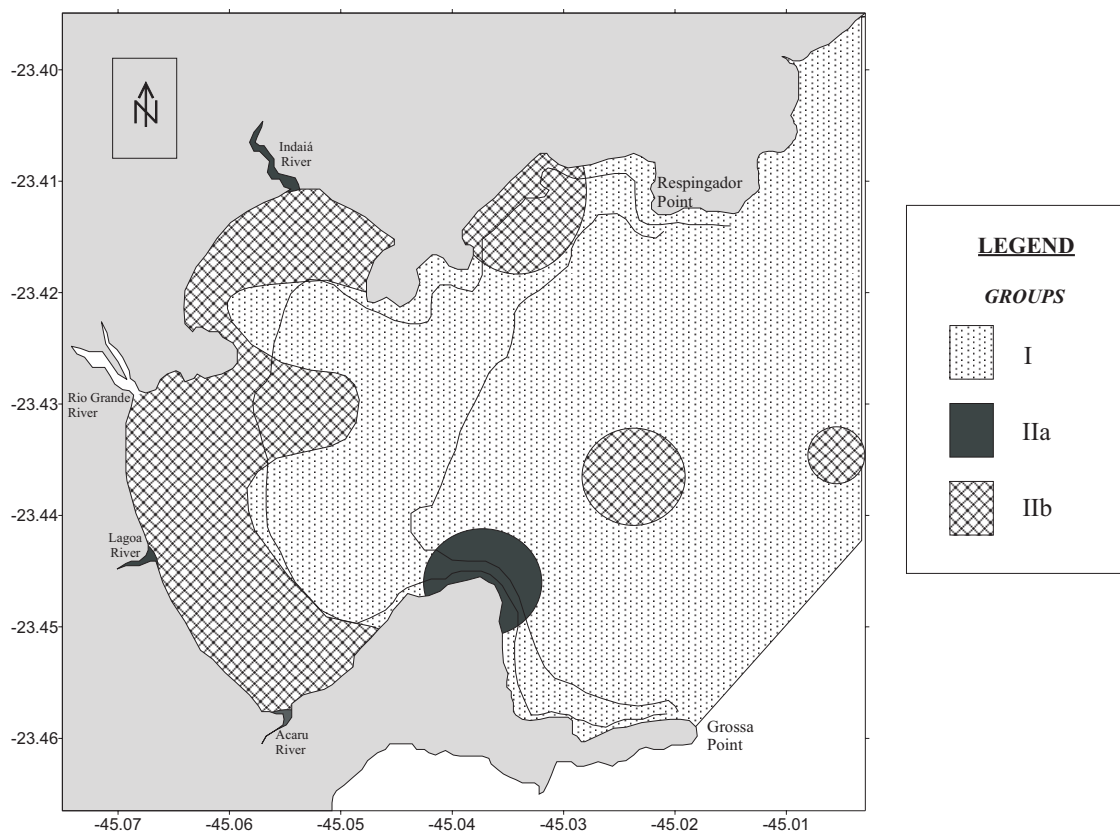 -23.40
N
Indaiá
River
-23.41
Respingador
Point
LEGEND
GROUPS
-23.42
I
Rio Grande
River
-23.43
IIa
-23.44
IIb
Lagoa
River
-23.45
-23.46
Acaru
River
Grossa
Point
-45.07 -45.06 -45.05 -45.04 -45.03 -45.02 -45.01